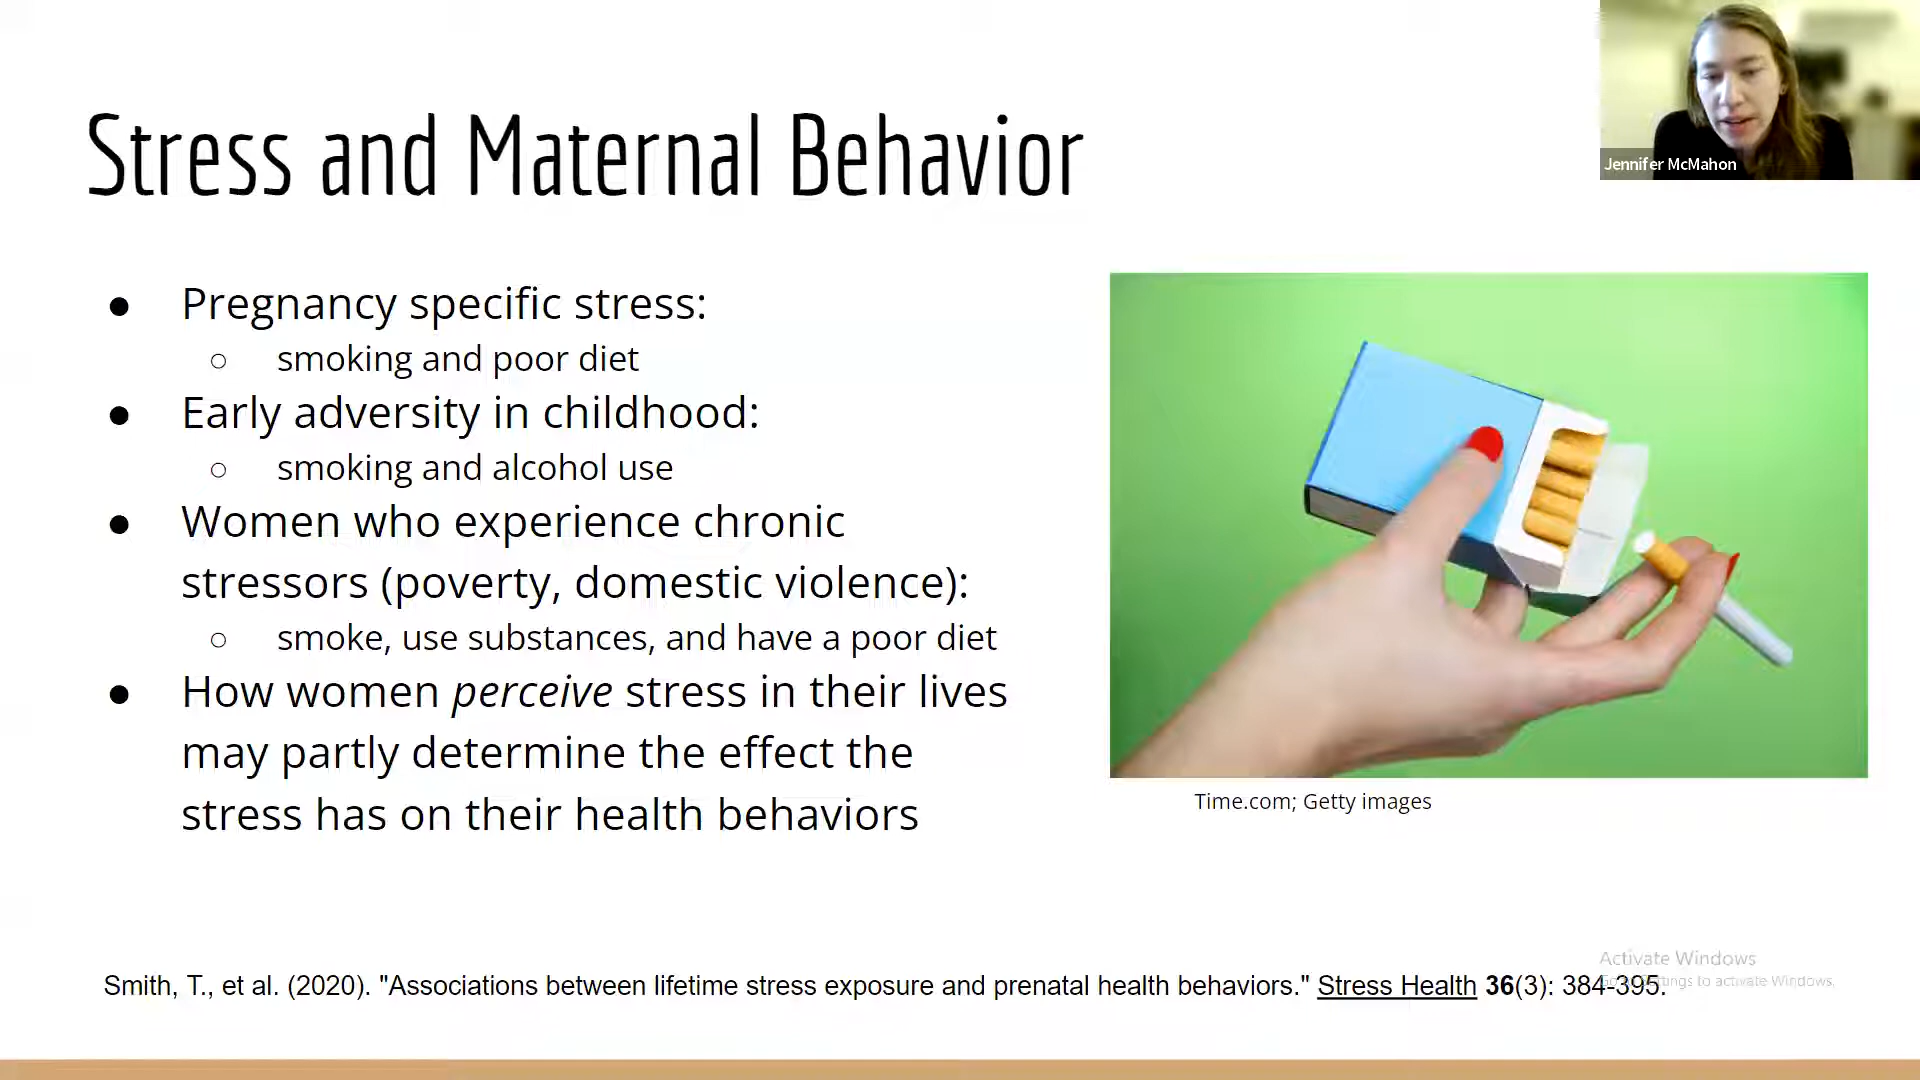 Jennifer McMahon
Stress and Maternal Behavior
● Pregnancy specific stress:
○ smoking and poor diet
● Early adversity in childhood:
○ smoking and alcohol use
● Women who experience chronic
stressors (poverty, domestic violence):
○ smoke, use substances, and have a poor diet
● How women perceive stress in their lives
may partly determine the effect the
stress has on their health behaviors
Time.com; Getty images
Smith, T., et al. (2020). "Associations between lifetime stress exposure and prenatal health behaviors." Stress Health 36(3): 384-395.
Activate Windows
Go to Settings to activate Windows.